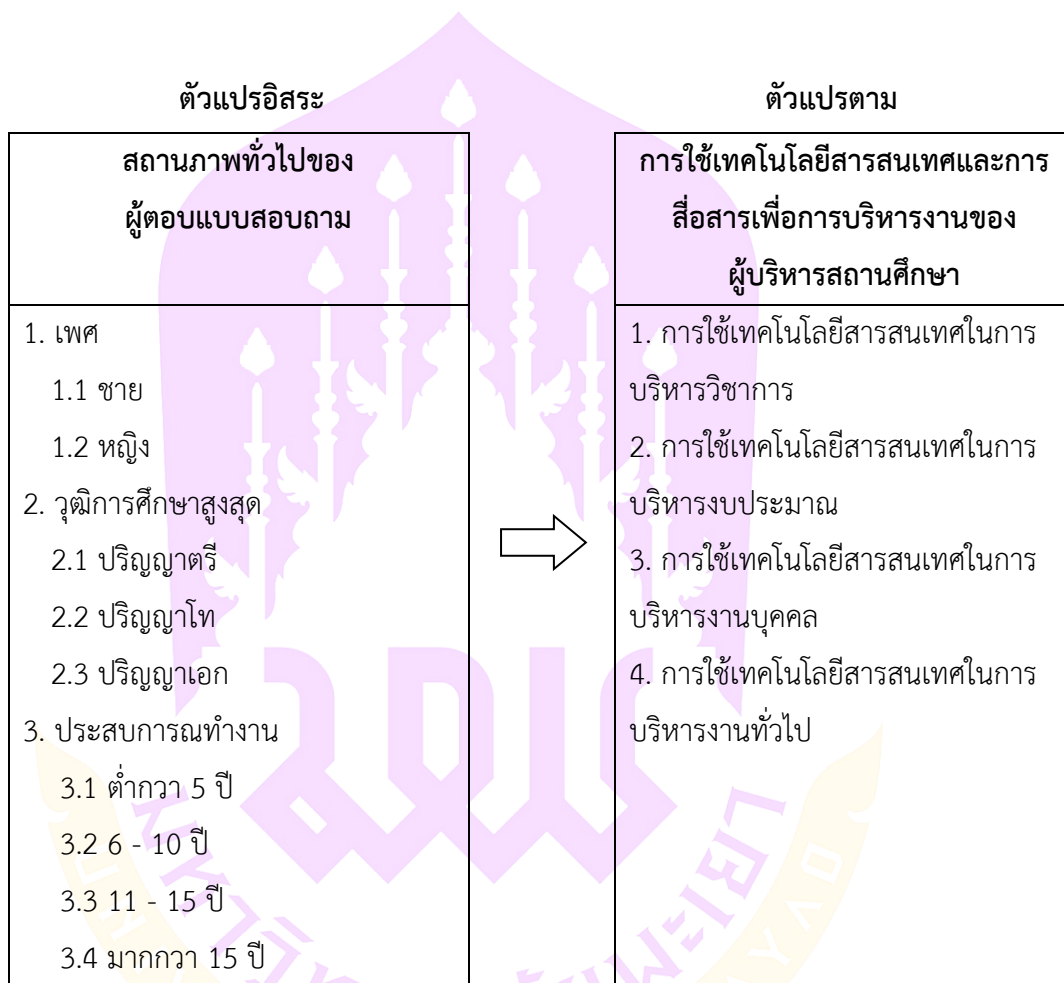 ตัวแปรอิสระ
สถานภาพทั่วไปของ
ผู้ตอบแบบสอบถาม
1. เพศ
1.1 ชาย
1.2 หญิง
2. วุฒิการศึกษาสูงสุด
2.1 ปริญญาตรี
2.2 ปริญญาโท
2.3 ปริญญาเอก
3. ประสบการณทำงาน
3.1 ต่ำกวา 5 ปี
3.2 6 - 10 ปี
3.3 11 - 15 ปี
3.4 มากกวา 15 ปี
ตัวแปรตาม
การใช้เทคโนโลยีสารสนเทศและการ
สื่อสารเพื่อการบริหารงานของ
ผู้บริหารสถานศึกษา
1. การใช้เทคโนโลยีสารสนเทศในการ
บริหารวิชาการ
2. การใช้เทคโนโลยีสารสนเทศในการ
บริหารงบประมาณ
3. การใช้เทคโนโลยีสารสนเทศในการ
บริหารงานบุคคล
4. การใช้เทคโนโลยีสารสนเทศในการ
บริหารงานทั่วไป